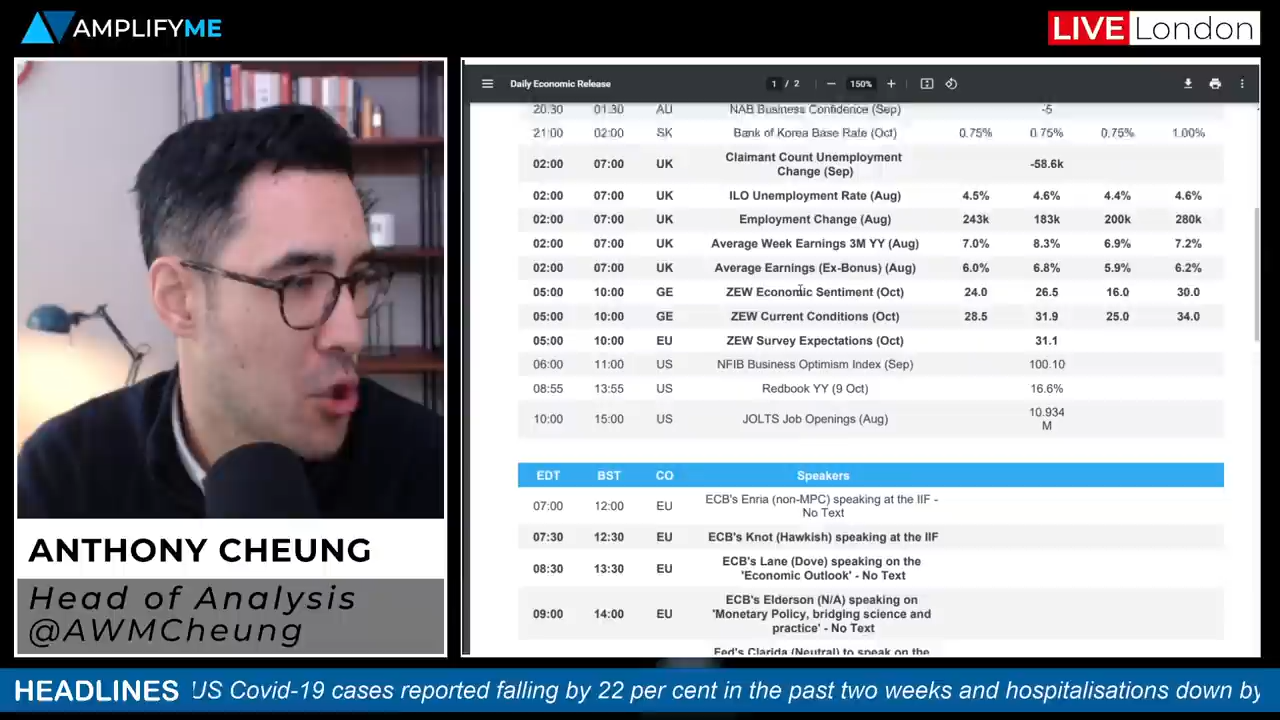 AMPLIFYME
LIVE London
Daily Economic Release
1 / 2
150%
20:30 01:30 AU NAB Business Confidence (Sep) -5
21:00 02:00 SK Bank of Korea Base Rate (Oct) 0.75% 0.75% 0.75% 1.00%
02:00 07:00 UK Claimant Count Unemployment Change (Sep) -58.6k
02:00 07:00 UK ILO Unemployment Rate (Aug) 4.5% 4.6% 4.4% 4.6%
02:00 07:00 UK Employment Change (Aug) 243k 183k 200k 280k
02:00 07:00 UK Average Week Earnings 3M YY (Aug) 7.0% 8.3% 6.9% 7.2%
02:00 07:00 UK Average Earnings (Ex-Bonus) (Aug) 6.0% 6.8% 5.9% 6.2%
05:00 10:00 GE ZEW Economic Sentiment (Oct) 24.0 26.5 16.0 30.0
05:00 10:00 GE ZEW Current Conditions (Oct) 28.5 31.9 25.0 34.0
05:00 10:00 EU ZEW Survey Expectations (Oct) 31.1
06:00 11:00 US NFIB Business Optimism Index (Sep) 100.10
08:55 13:55 US Redbook YY (9 Oct) 16.6%
10:00 15:00 US JOLTS Job Openings (Aug) 10.934 M
EDT BST CO Speakers
07:00 12:00 EU ECB's Enria (non-MPC) speaking at the IIF - No Text
07:30 12:30 EU ECB's Knot (Hawkish) speaking at the IIF
08:30 13:30 EU ECB's Lane (Dove) speaking on the 'Economic Outlook' - No Text
09:00 14:00 EU ECB's Elderson (N/A) speaking on 'Monetary Policy, bridging science and practice' - No Text
Fed's Clarida (Neutral) to speak on the
ANTHONY CHEUNG
Head of Analysis
@AWMCheung
HEADLINES US Covid-19 cases reported falling by 22 per cent in the past two weeks and hospitalisations down by